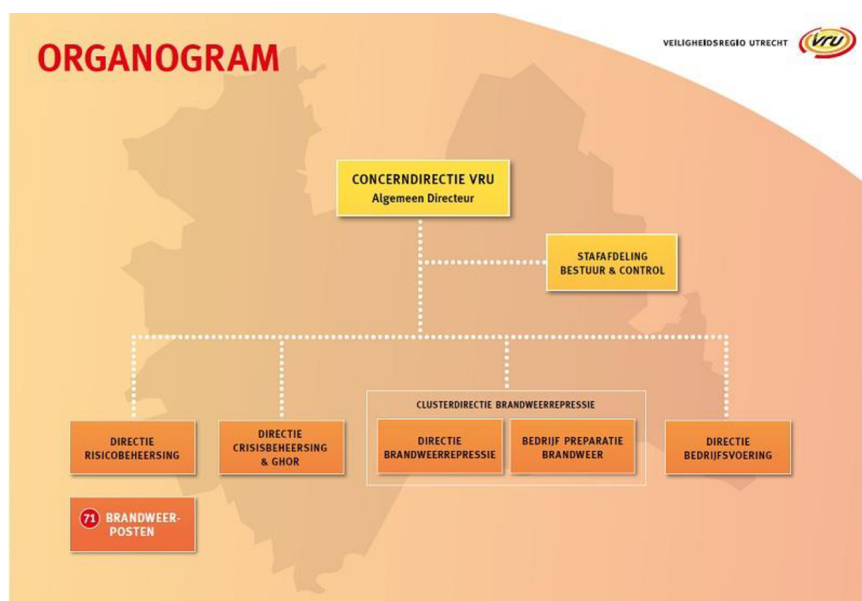 ORGANOGRAM
VEILIGHEIDSREGIO UTRECHT
VRU
CONCERNDIRECTIE VRU
Algemeen Directeur
STAFAFDELING
BESTUUR & CONTROL
CLUSTERDIRECTIE BRANDWEERREPRESSIE
DIRECTIE
RISICOBEHEERSING
DIRECTIE
CRISISBEHEERSING
& GHOR
DIRECTIE
BRANDWEERREPRESSIE
BEDRIJF PREPARATIE
BRANDWEER
DIRECTIE
BEDRIJFSVOERING
71 BRANDWEER-
POSTEN